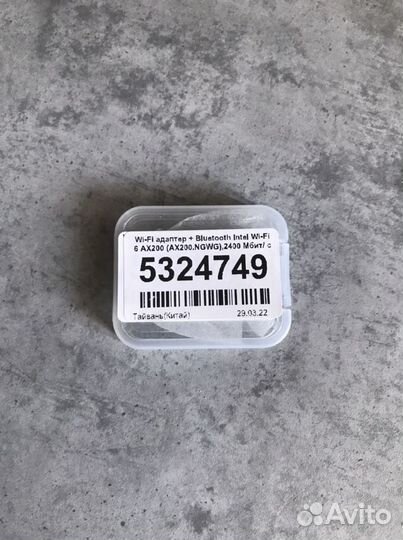 Wi-Fi адаптер + Bluetooth Intel Wi-Fi
6 AX200 (AX200.NGWG),2400 Мбит/ с
5324749
Тайвань(Китай) 29.03.22
Avito